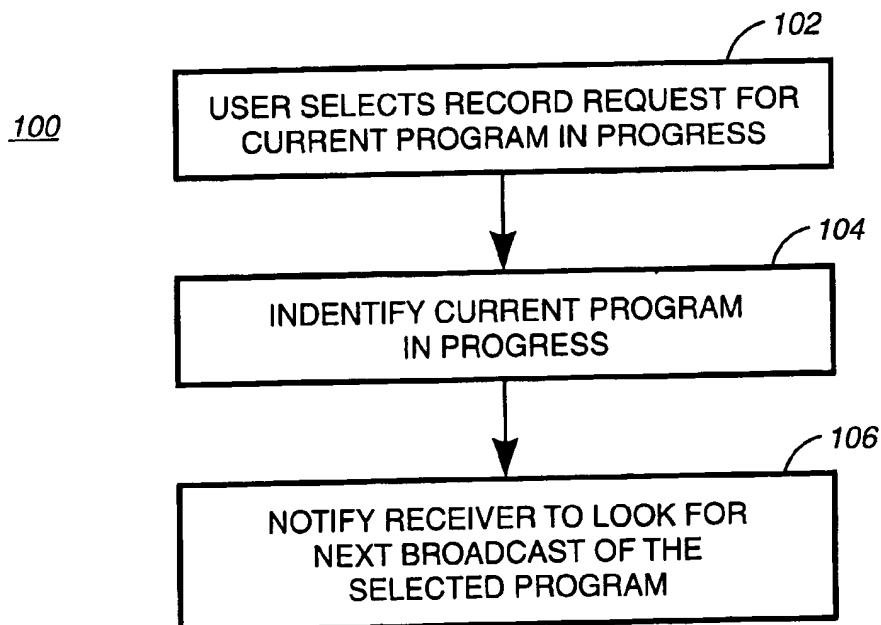 102
USER SELECTS RECORD REQUEST FOR
CURRENT PROGRAM IN PROGRESS
100
104
INDENTIFY CURRENT PROGRAM
IN PROGRESS
106
NOTIFY RECEIVER TO LOOK FOR
NEXT BROADCAST OF THE
SELECTED PROGRAM